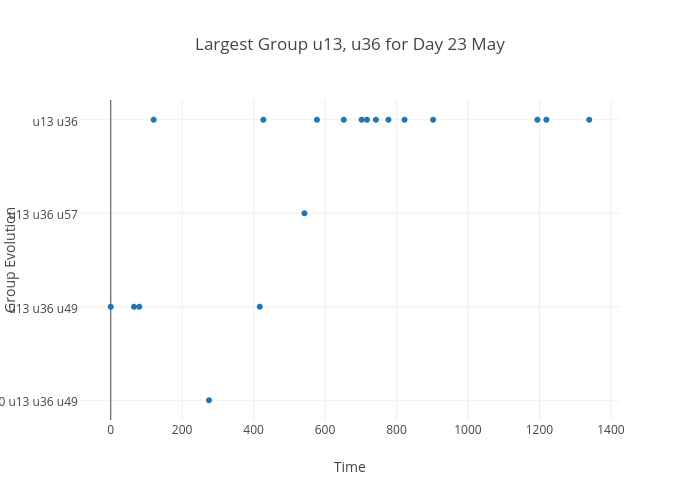 Largest Group u13, u36 for Day 23 May
u13 u36
u13 u36 u57
u13 u36 u49
u13 u36 u49
Group Evolution
0 200 400 600 800 1000 1200 1400
Time